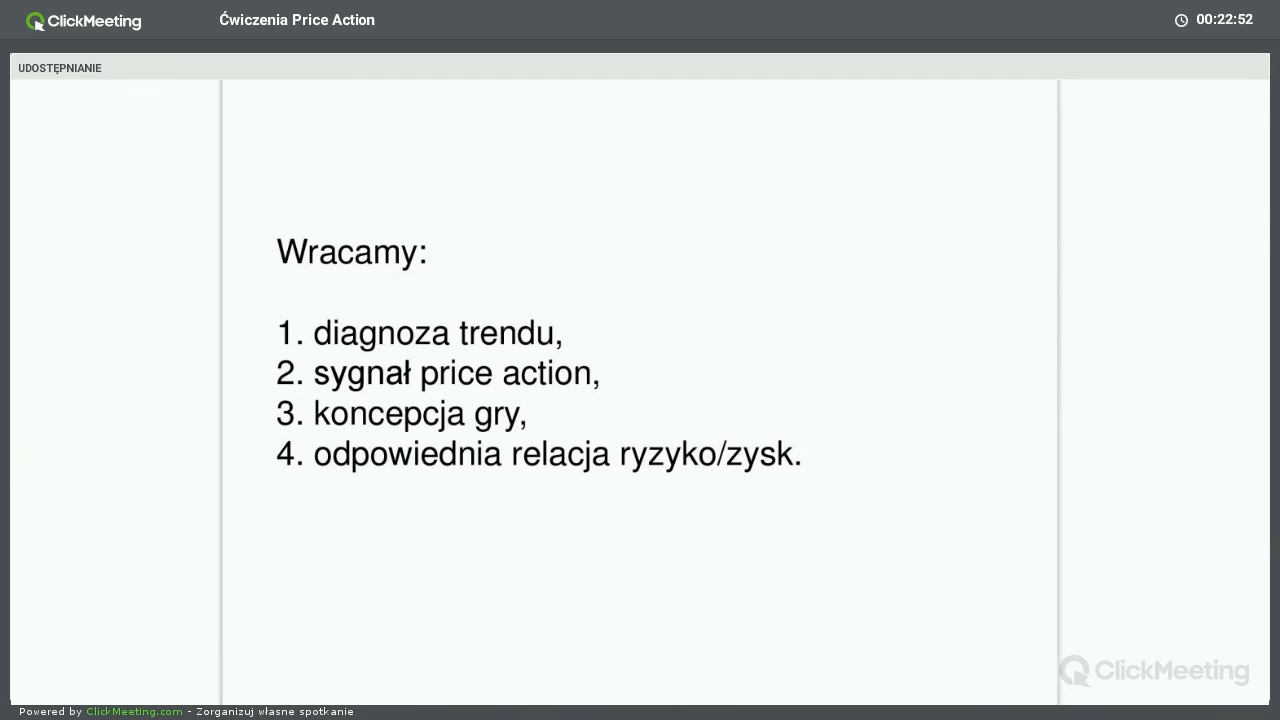 ClickMeeting
Ćwiczenia Price Action
00:22:52
UDOSTĘPNIANIE
Wracamy:
1. diagnoza trendu,
2. sygnał price action,
3. koncepcja gry,
4. odpowiednia relacja ryzyko/zysk.
ClickMeeting
Powered by ClickMeeting.com - Zorganizuj własne spotkanie